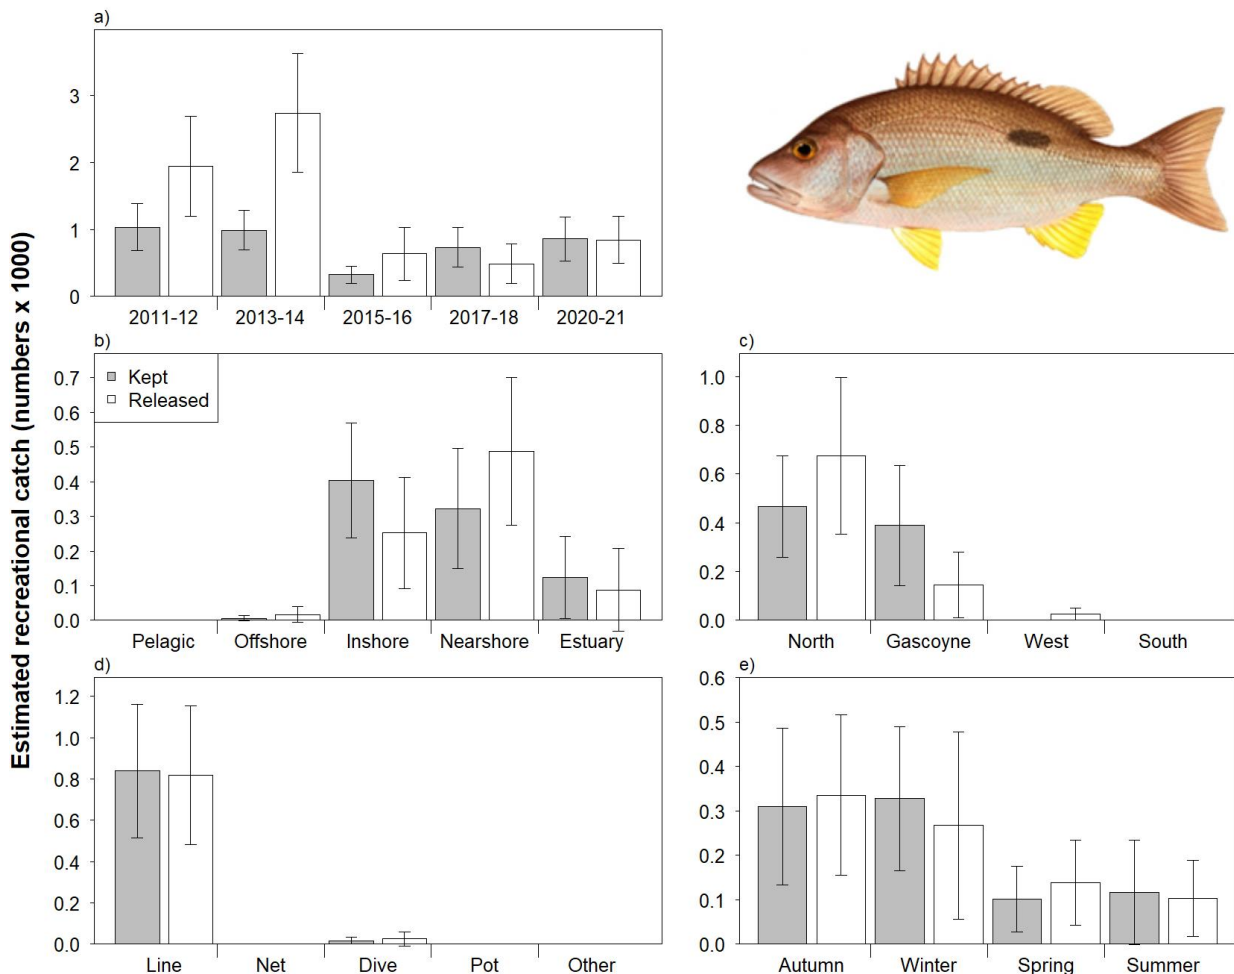 Estimated recreational catch (numbers x 1000)
a)
3
2
1
0
2011-12 2013-14 2015-16 2017-18 2020-21
b)
Kept
Released
0.7
0.6
0.5
0.4
0.3
0.2
0.1
0.0
Pelagic Offshore Inshore Nearshore Estuary
c)
1.0
0.8
0.6
0.4
0.2
0.0
North Gascoyne West South
d)
1.2
1.0
0.8
0.6
0.4
0.2
0.0
Line Net Dive Pot Other
e)
0.6
0.5
0.4
0.3
0.2
0.1
0.0
Autumn Winter Spring Summer